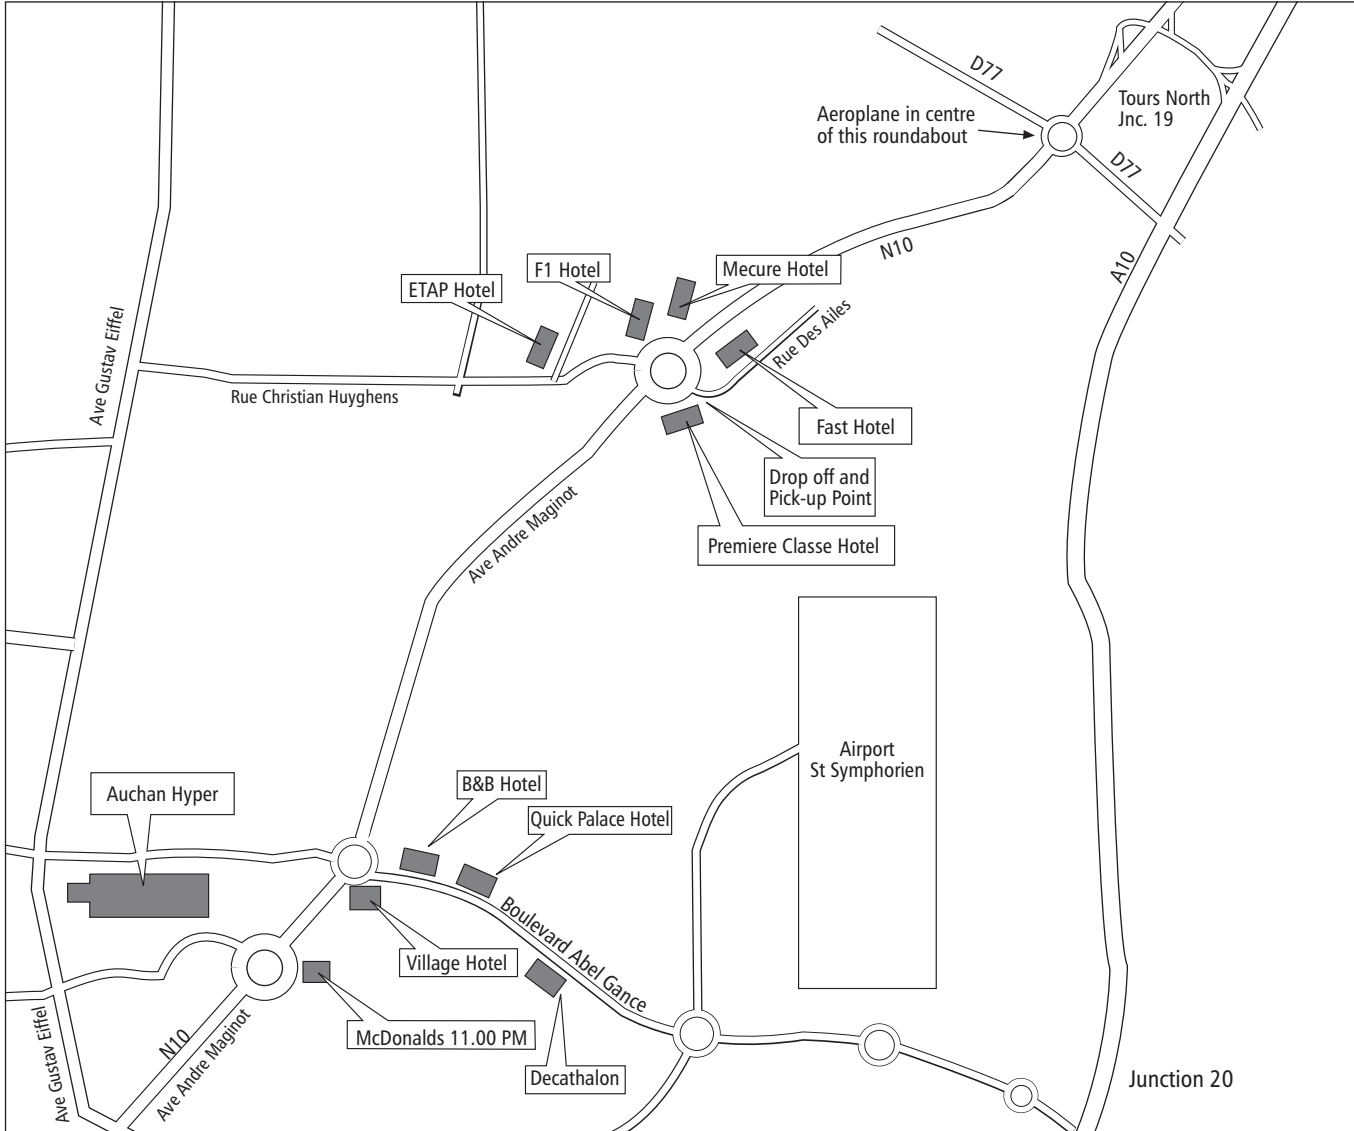 D77
Tours North
Jnc. 19
Aeroplane in centre
of this roundabout
D77
N10
A10
F1 Hotel
Mecure Hotel
ETAP Hotel
Ave Gustav Eiffel
Rue Des Ailes
Rue Christian Huyghens
Fast Hotel
Drop off and
Pick-up Point
Ave Andre Maginot
Premiere Classe Hotel
Airport
St Symphorien
Auchan Hyper
B&B Hotel
Quick Palace Hotel
Boulevard Abel Gance
Village Hotel
McDonalds 11.00 PM
N10
Ave Andre Maginot
Ave Gustav Eiffel
Decathalon
Junction 20